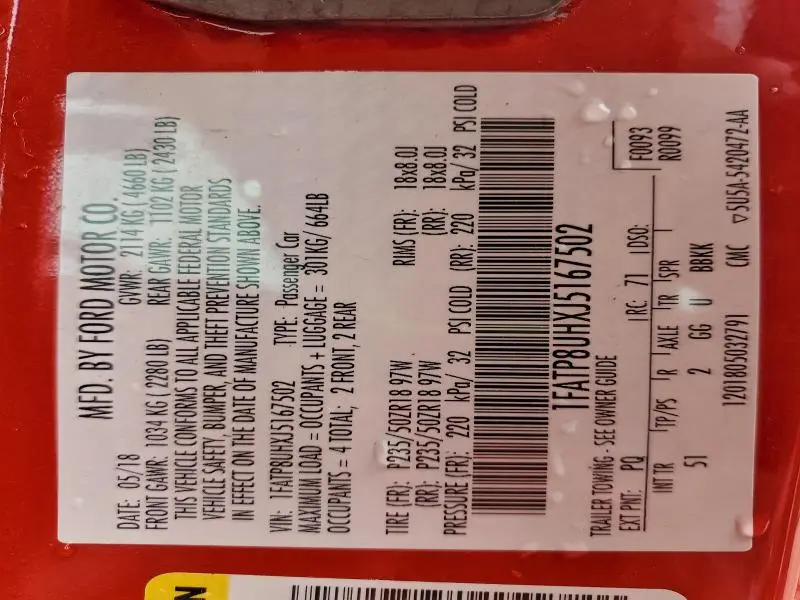 MFD. BY FORD MOTOR CO.
DATE: 05/18 GVWR: 2114 KG ( 4660 LB)
FRONT GAWR: 1034 KG ( 2280 LB) REAR GAWR: 1102 KG ( 2430 LB)
THIS VEHICLE CONFORMS TO ALL APPLICABLE FEDERAL MOTOR
VEHICLE SAFETY, BUMPER, AND THEFT PREVENTION STANDARDS
IN EFFECT ON THE DATE OF MANUFACTURE SHOWN ABOVE.
VIN: 1FATP8UHXJ5167502 TYPE: Passenger Car
MAXIMUM LOAD = OCCUPANTS + LUGGAGE = 301KG/ 664LB
OCCUPANTS = 4 TOTAL; 2 FRONT, 2 REAR
TIRE (FR): P235/50ZR18 97W RIMS (FR): 18x8.0J
(RR): P235/50ZR18 97W (RR): 18x8.0J
PRESSURE (FR): 220 kPa/ 32 PSI COLD (RR): 220 kPa/ 32 PSI COLD
1FATP8UHXJ5167502
TRAILER TOWING - SEE OWNER GUIDE F0093
EXT PNT: PQ RC: 71 DSO: R0099
INT TR TP/PS R AXLE TR SPR
51 2 GG U BBKK
1201805032791 CMC ▽5U5A-5420472-AA
N